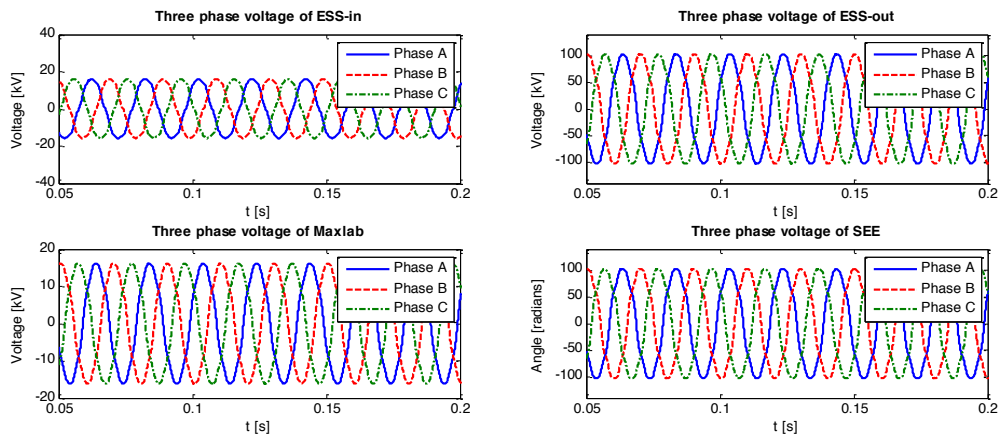 Three phase voltage of ESS-in
40
20
0
-20
-40
Voltage [kV]
0.05
0.1
0.15
0.2
t [s]
Phase A
Phase B
Phase C
Three phase voltage of ESS-out
100
50
0
-50
-100
Voltage [kV]
0.05
0.1
0.15
0.2
t [s]
Phase A
Phase B
Phase C
Three phase voltage of Maxlab
20
10
0
-10
-20
Voltage [kV]
0.05
0.1
0.15
0.2
t [s]
Phase A
Phase B
Phase C
Three phase voltage of SEE
100
50
0
-50
-100
Angle [radians]
0.05
0.1
0.15
0.2
t [s]
Phase A
Phase B
Phase C